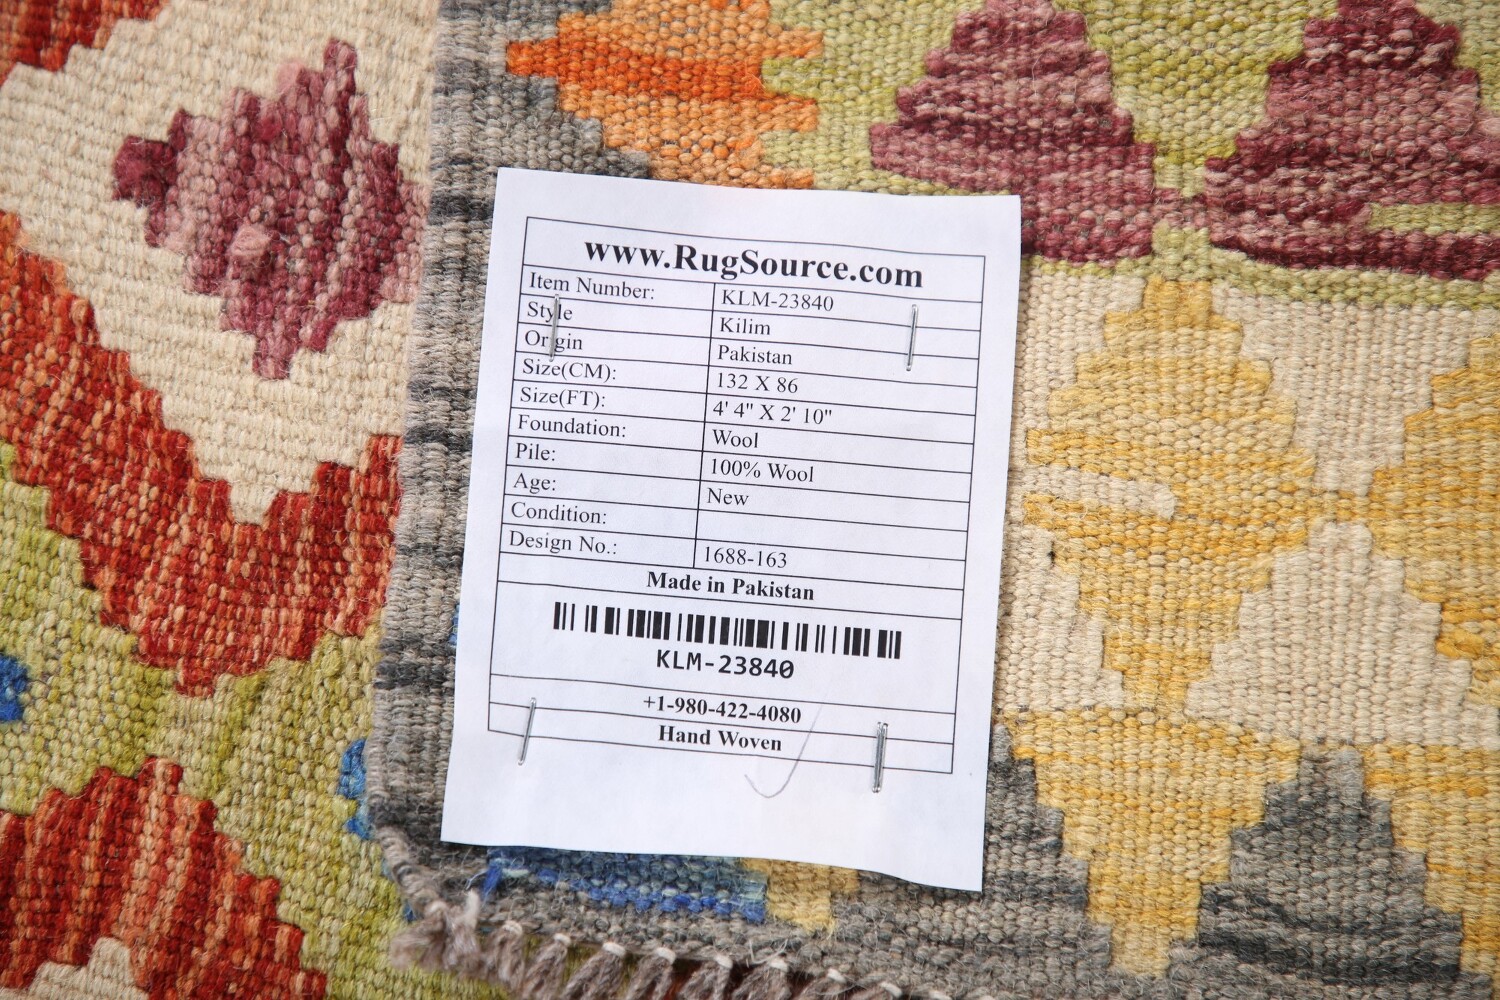 www.RugSource.com
Item Number: KLM-23840
Style Kilim
Origin Pakistan
Size(CM): 132 X 86
Size(FT): 4' 4" X 2' 10"
Foundation: Wool
Pile: 100% Wool
Age: New
Condition:
Design No.: 1688-163
Made in Pakistan
KLM-23840
+1-980-422-4080
Hand Woven